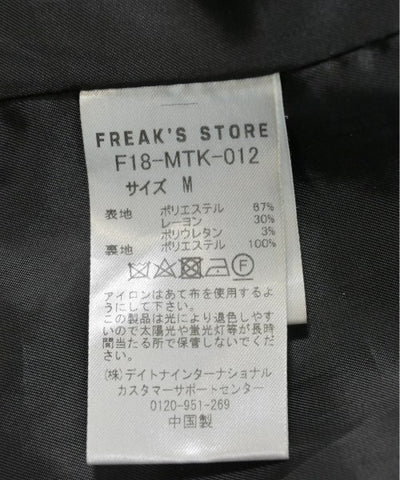 FREAK'S STORE
F18-MTK-012
サイズ M
表地 ポリエステル 67%
レーヨン 30%
ポリウレタン 3%
裏地 ポリエステル 100%
アイロンはあて布を使用するよ
うにして下さい。
この製品は光により退色しやす
いので太陽光や蛍光灯等が長時
間当たる所で保管しないでくだ
さい。
(株)デイトナインターナショナル
カスタマーサポートセンター
0120-951-269
中国製